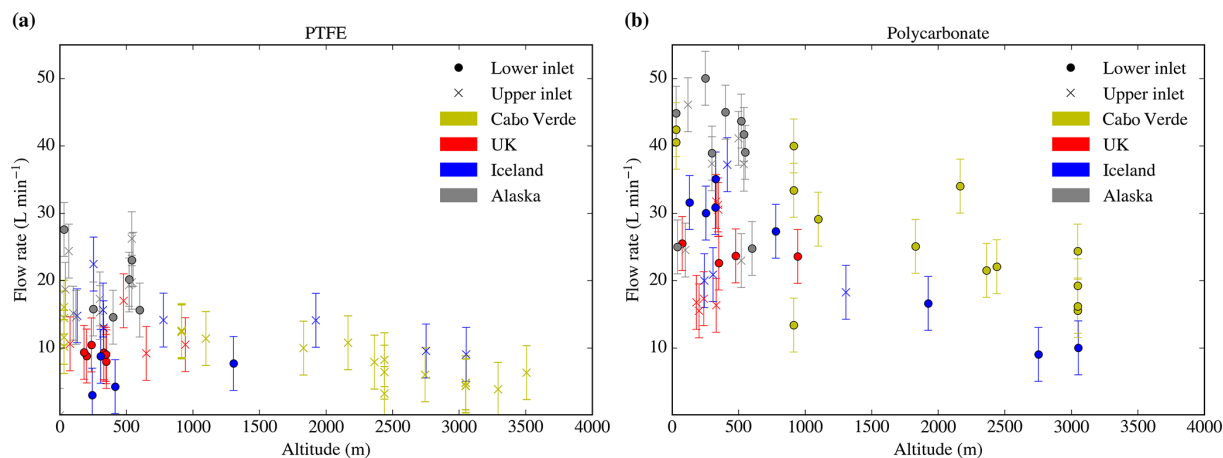 (a)
PTFE
Flow rate (L min⁻¹)
50
40
30
20
10
0
500
1000
1500
2000
2500
3000
3500
4000
Altitude (m)
Lower inlet
Upper inlet
Cabo Verde
UK
Iceland
Alaska
(b)
Polycarbonate
Flow rate (L min⁻¹)
50
40
30
20
10
0
500
1000
1500
2000
2500
3000
3500
4000
Altitude (m)
Lower inlet
Upper inlet
Cabo Verde
UK
Iceland
Alaska